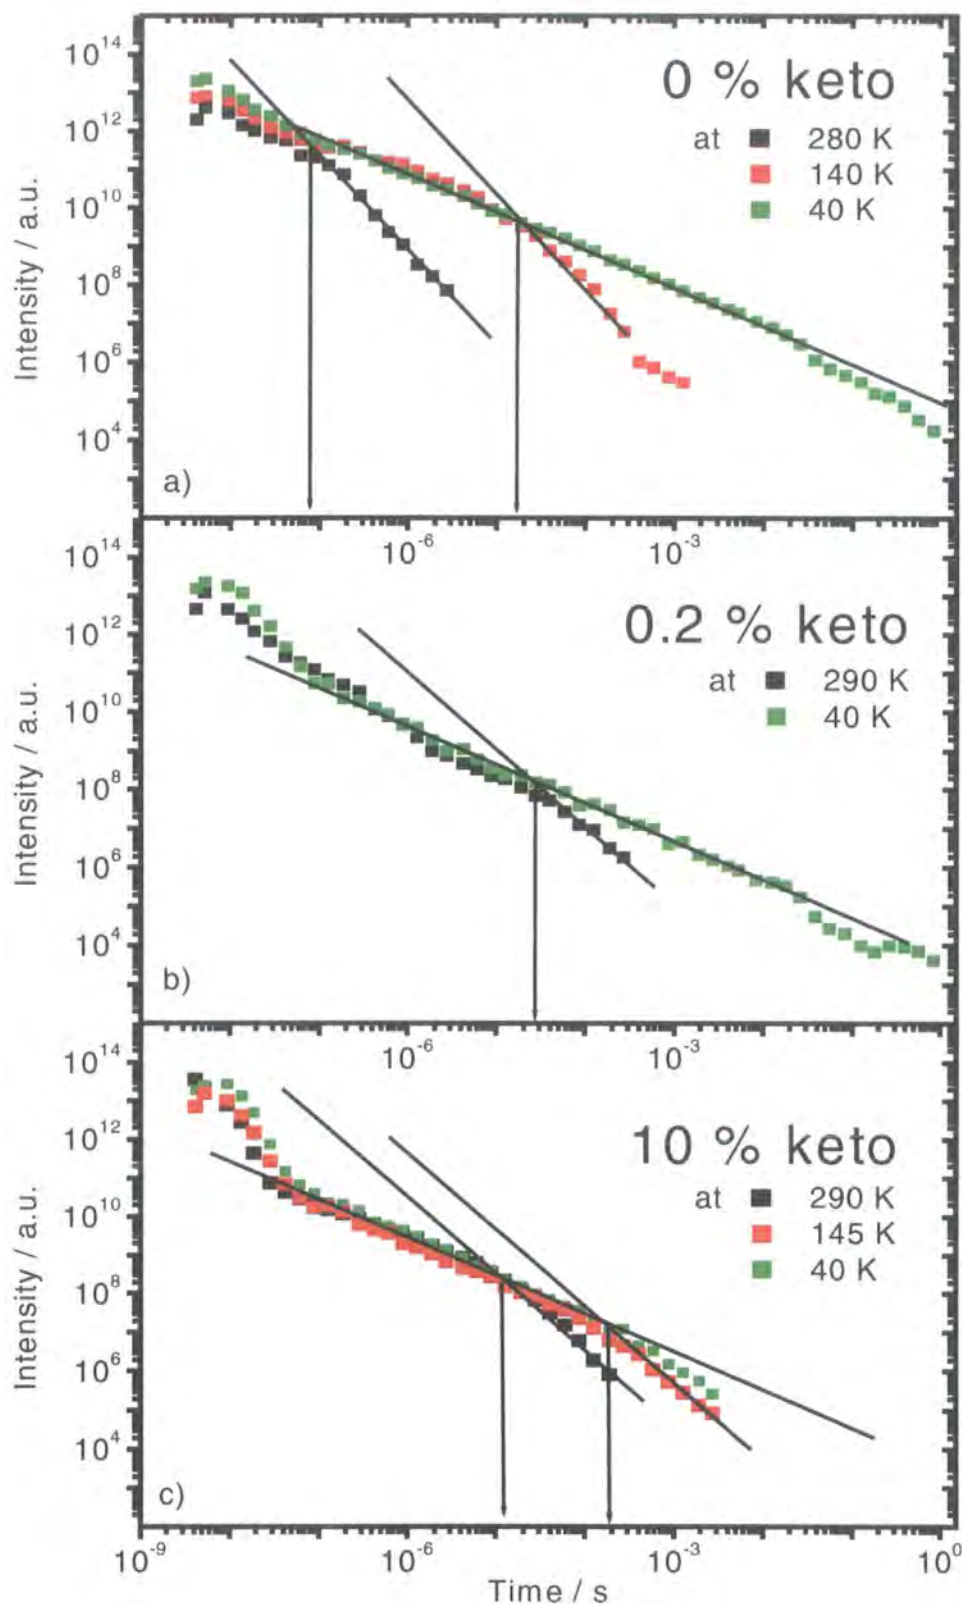 0 % keto
at 280 K
140 K
40 K
10^14
10^12
10^10
10^8
10^6
10^4
Intensity / a.u.
a)
10^-6 10^-3
0.2 % keto
at 290 K
40 K
10^14
10^12
10^10
10^8
10^6
10^4
Intensity / a.u.
b)
10^-6 10^-3
10 % keto
at 290 K
145 K
40 K
10^14
10^12
10^10
10^8
10^6
10^4
Intensity / a.u.
c)
10^-9 10^-6 10^-3 10^0
Time / s